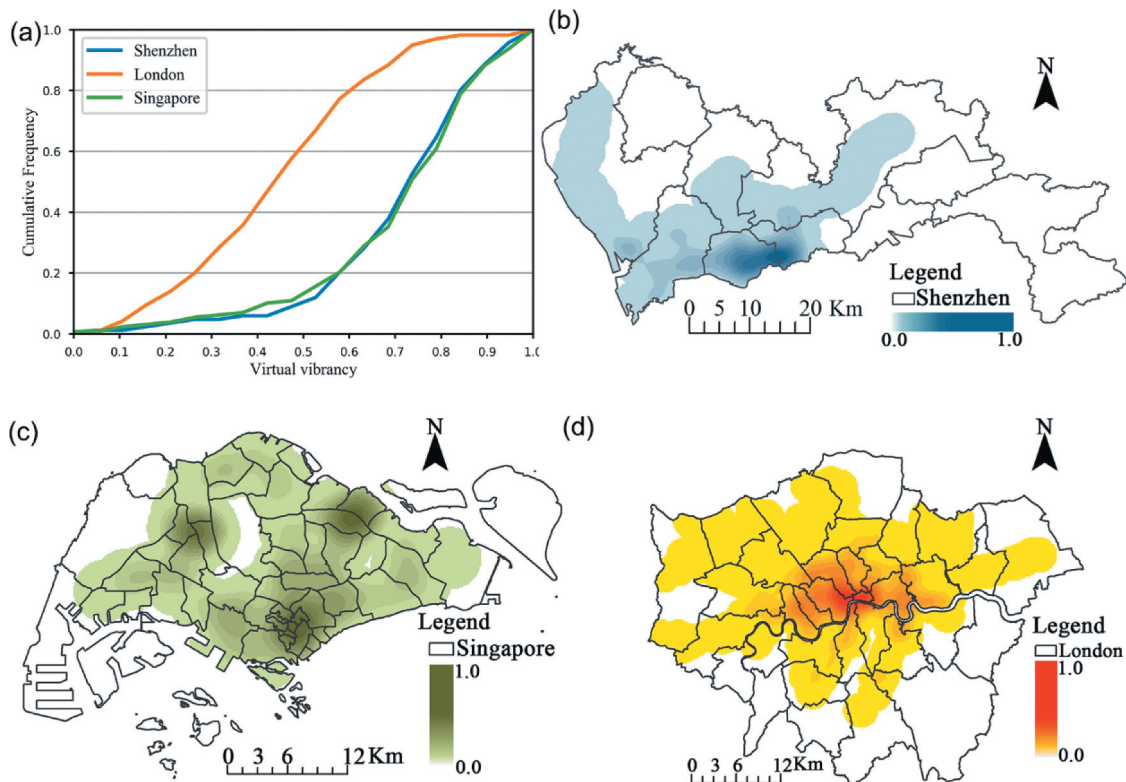 (a)
Shenzhen
London
Singapore
1.0
0.8
0.6
0.4
0.2
0.0
Cumulative Frequency
0.0 0.1 0.2 0.3 0.4 0.5 0.6 0.7 0.8 0.9 1.0
Virtual vibrancy
(b)
N
Legend
Shenzhen
0.0 1.0
0 5 10 20 Km
(c)
N
Legend
Singapore
1.0
0.0
0 3 6 12 Km
(d)
N
Legend
London
1.0
0.0
0 3 6 12 Km